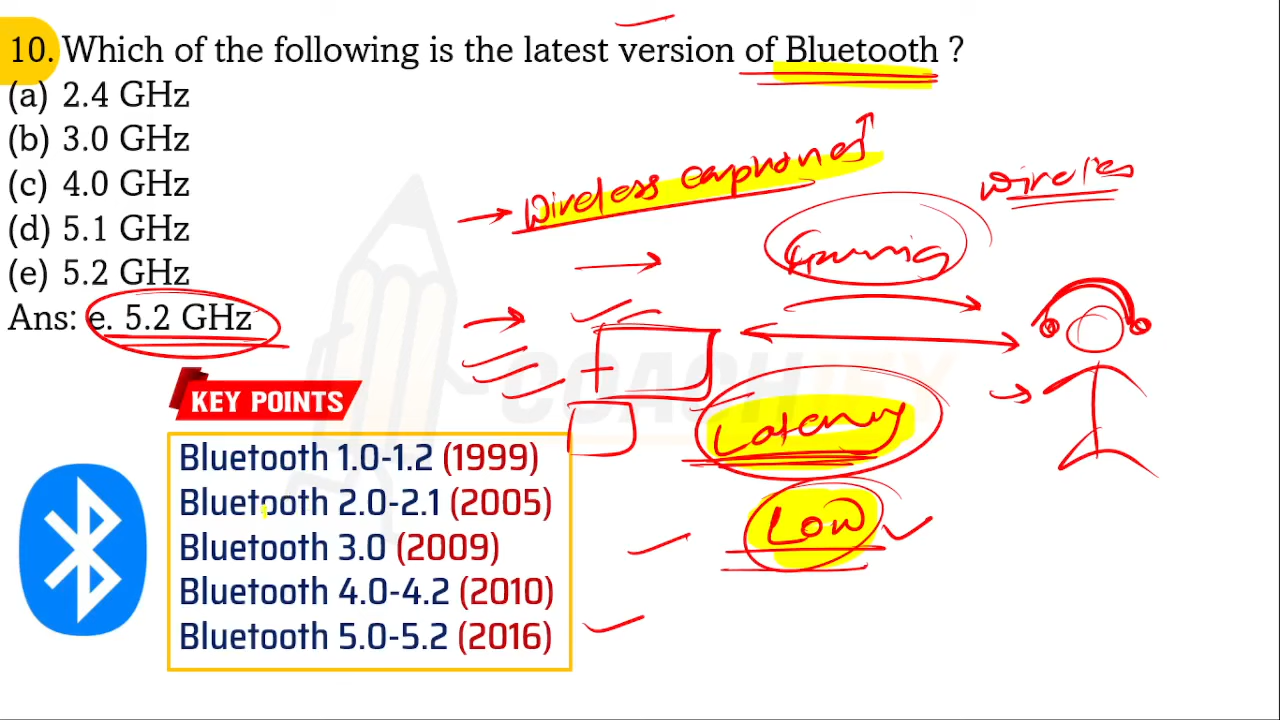 10. Which of the following is the latest version of Bluetooth ?
(a) 2.4 GHz
(b) 3.0 GHz
(c) 4.0 GHz
(d) 5.1 GHz
(e) 5.2 GHz
Ans: e. 5.2 GHz
Wireless earphones
wireless
Gaming
Latency
Low
KEY POINTS
Bluetooth 1.0-1.2 (1999)
Bluetooth 2.0-2.1 (2005)
Bluetooth 3.0 (2009)
Bluetooth 4.0-4.2 (2010)
Bluetooth 5.0-5.2 (2016)